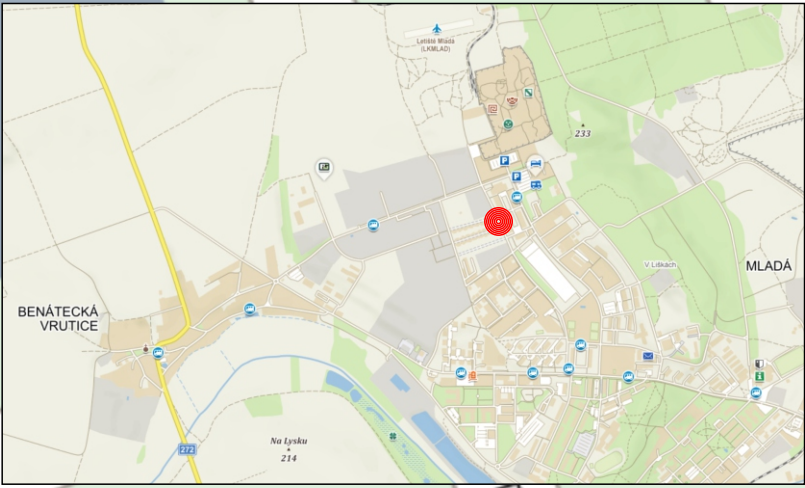 Letiště Mladá
(LKMLAD)
233
P
P
V Liškách
MLADÁ
BENÁTECKÁ
VRUTICE
272
Na Lysku
214